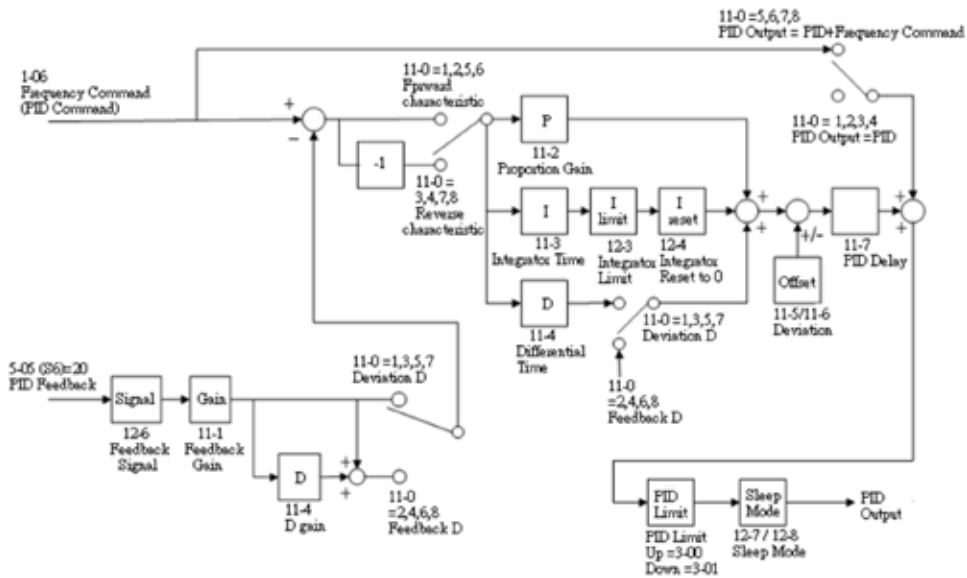 11-0 =5,6,7,8
PID Output = PID+Frequency Command
1-06
Frequency Command
(PID Command)
11-0 =1,2,5,6
Forward
characteristic
+
−
-1
11-0 =
3,4,7,8
Reverse
characteristic
P
11-2
Proportion Gain
11-0 = 1,2,3,4
PID Output =PID
I
11-3
Integrator Time
I
limit
12-3
Integrator
Limit
I
reset
12-4
Integrator
Reset to 0
+
+
+
+/-
Offset
11-5/11-6
Deviation
11-7
PID Delay
+
+
D
11-4
Differential
Time
11-0 =1,3,5,7
Deviation D
11-0
=2,4,6,8
Feedback D
5-05 (S6)=20
PID Feedback
Signal
12-6
Feedback
Signal
Gain
11-1
Feedback
Gain
11-0 =1,3,5,7
Deviation D
D
11-4
D gain
+
+
11-0
=2,4,6,8
Feedback D
PID
Limit
PID Limit
Up =3-00
Down =3-01
Sleep
Mode
12-7 / 12-8
Sleep Mode
PID
Output